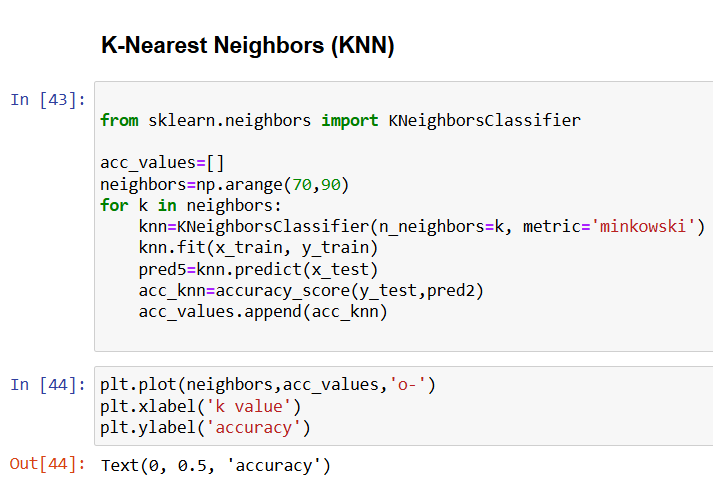 K-Nearest Neighbors (KNN)
In [43]:
from sklearn.neighbors import KNeighborsClassifier
acc_values=[]
neighbors=np.arange(70,90)
for k in neighbors:
    knn=KNeighborsClassifier(n_neighbors=k, metric='minkowski')
    knn.fit(x_train, y_train)
    pred5=knn.predict(x_test)
    acc_knn=accuracy_score(y_test,pred2)
    acc_values.append(acc_knn)
In [44]:
plt.plot(neighbors,acc_values,'o-')
plt.xlabel('k value')
plt.ylabel('accuracy')
Out[44]:
Text(0, 0.5, 'accuracy')